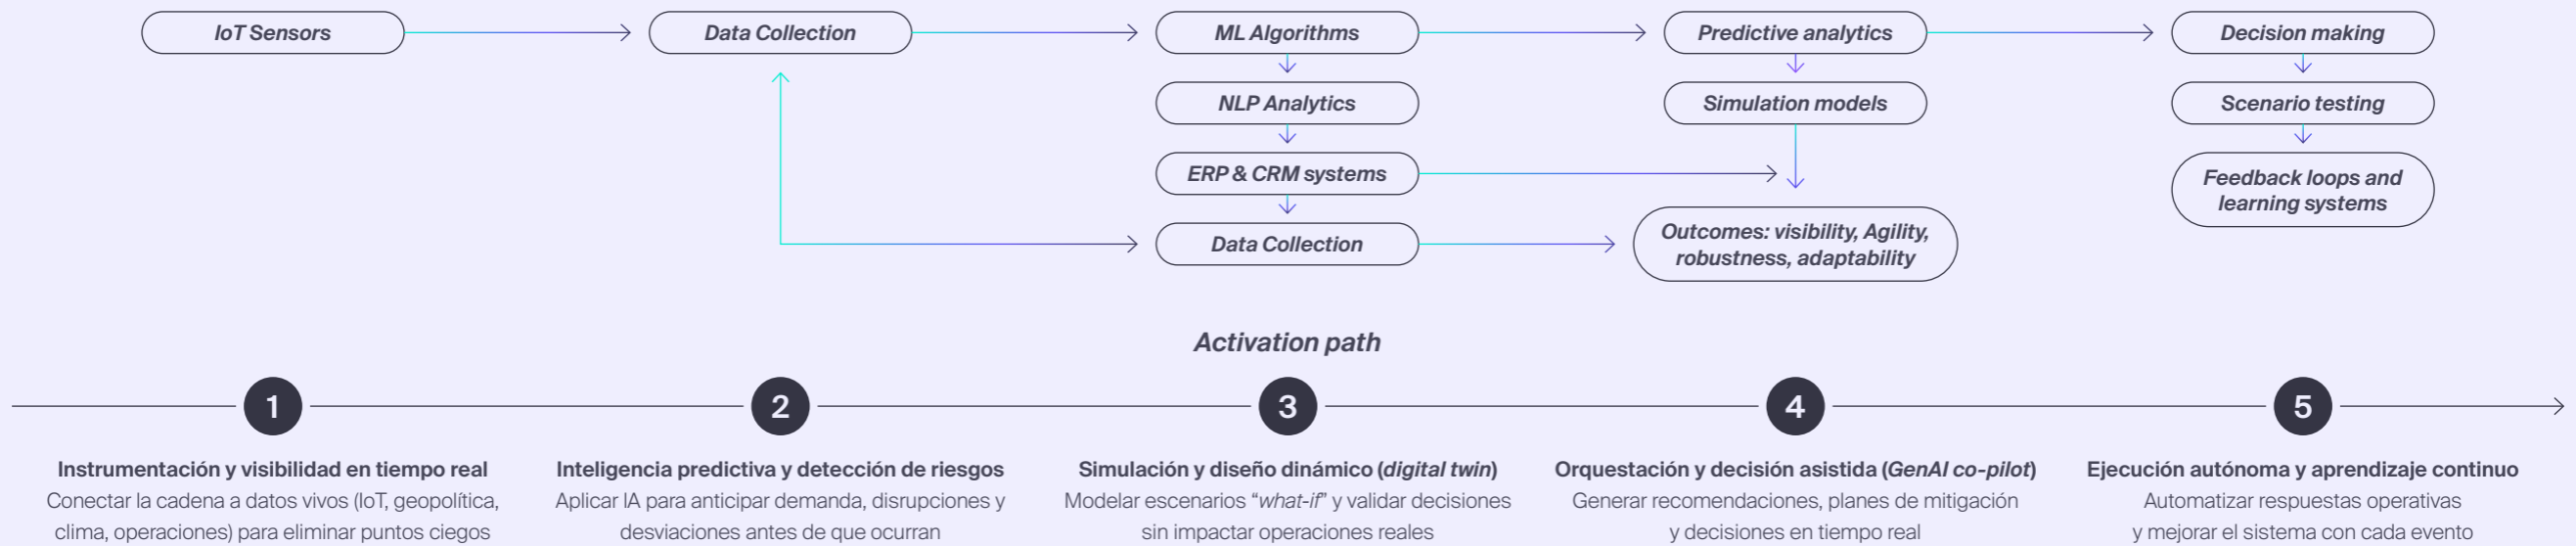 IoT Sensors
Data Collection
ML Algorithms
Predictive analytics
Decision making
NLP Analytics
Simulation models
Scenario testing
ERP & CRM systems
Feedback loops and
learning systems
Data Collection
Outcomes: visibility, Agility,
robustness, adaptability
Activation path
1
2
3
4
5
Instrumentación y visibilidad en tiempo real
Conectar la cadena a datos vivos (IoT, geopolítica,
clima, operaciones) para eliminar puntos ciegos
Inteligencia predictiva y detección de riesgos
Aplicar IA para anticipar demanda, disrupciones y
desviaciones antes de que ocurran
Simulación y diseño dinámico (digital twin)
Modelar escenarios “what-if” y validar decisiones
sin impactar operaciones reales
Orquestación y decisión asistida (GenAI co-pilot)
Generar recomendaciones, planes de mitigación
y decisiones en tiempo real
Ejecución autónoma y aprendizaje continuo
Automatizar respuestas operativas
y mejorar el sistema con cada evento